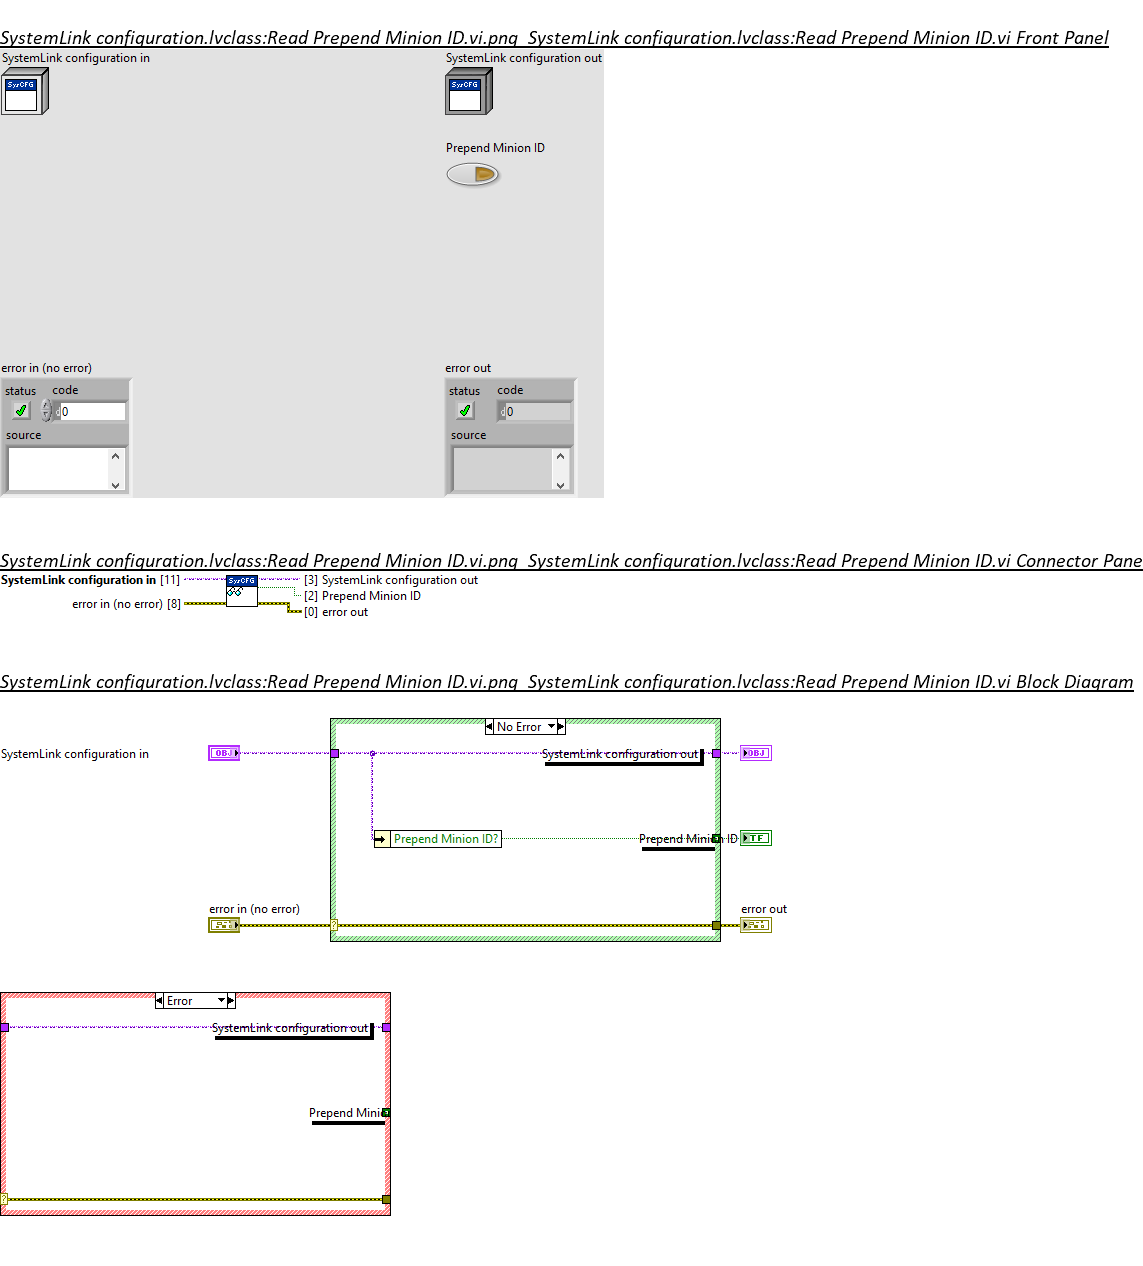 SystemLink configuration.lvclass:Read Prepend Minion ID.vi.png SystemLink configuration.lvclass:Read Prepend Minion ID.vi Front Panel
SystemLink configuration in
SystemLink configuration out
SysCFG
SysCFG
Prepend Minion ID
error in (no error)
error out
status code
status code
d 0
d 0
source
source
SystemLink configuration.lvclass:Read Prepend Minion ID.vi.png SystemLink configuration.lvclass:Read Prepend Minion ID.vi Connector Pane
SystemLink configuration in [11]
SysCFG
[3] SystemLink configuration out
[2] Prepend Minion ID
error in (no error) [8]
[0] error out
SystemLink configuration.lvclass:Read Prepend Minion ID.vi.png SystemLink configuration.lvclass:Read Prepend Minion ID.vi Block Diagram
No Error
SystemLink configuration in
OBJ
SystemLink configuration out
OBJ
Prepend Minion ID?
Prepend Minion ID
TF
error in (no error)
error out
?
Error
SystemLink configuration out
Prepend Mini
?